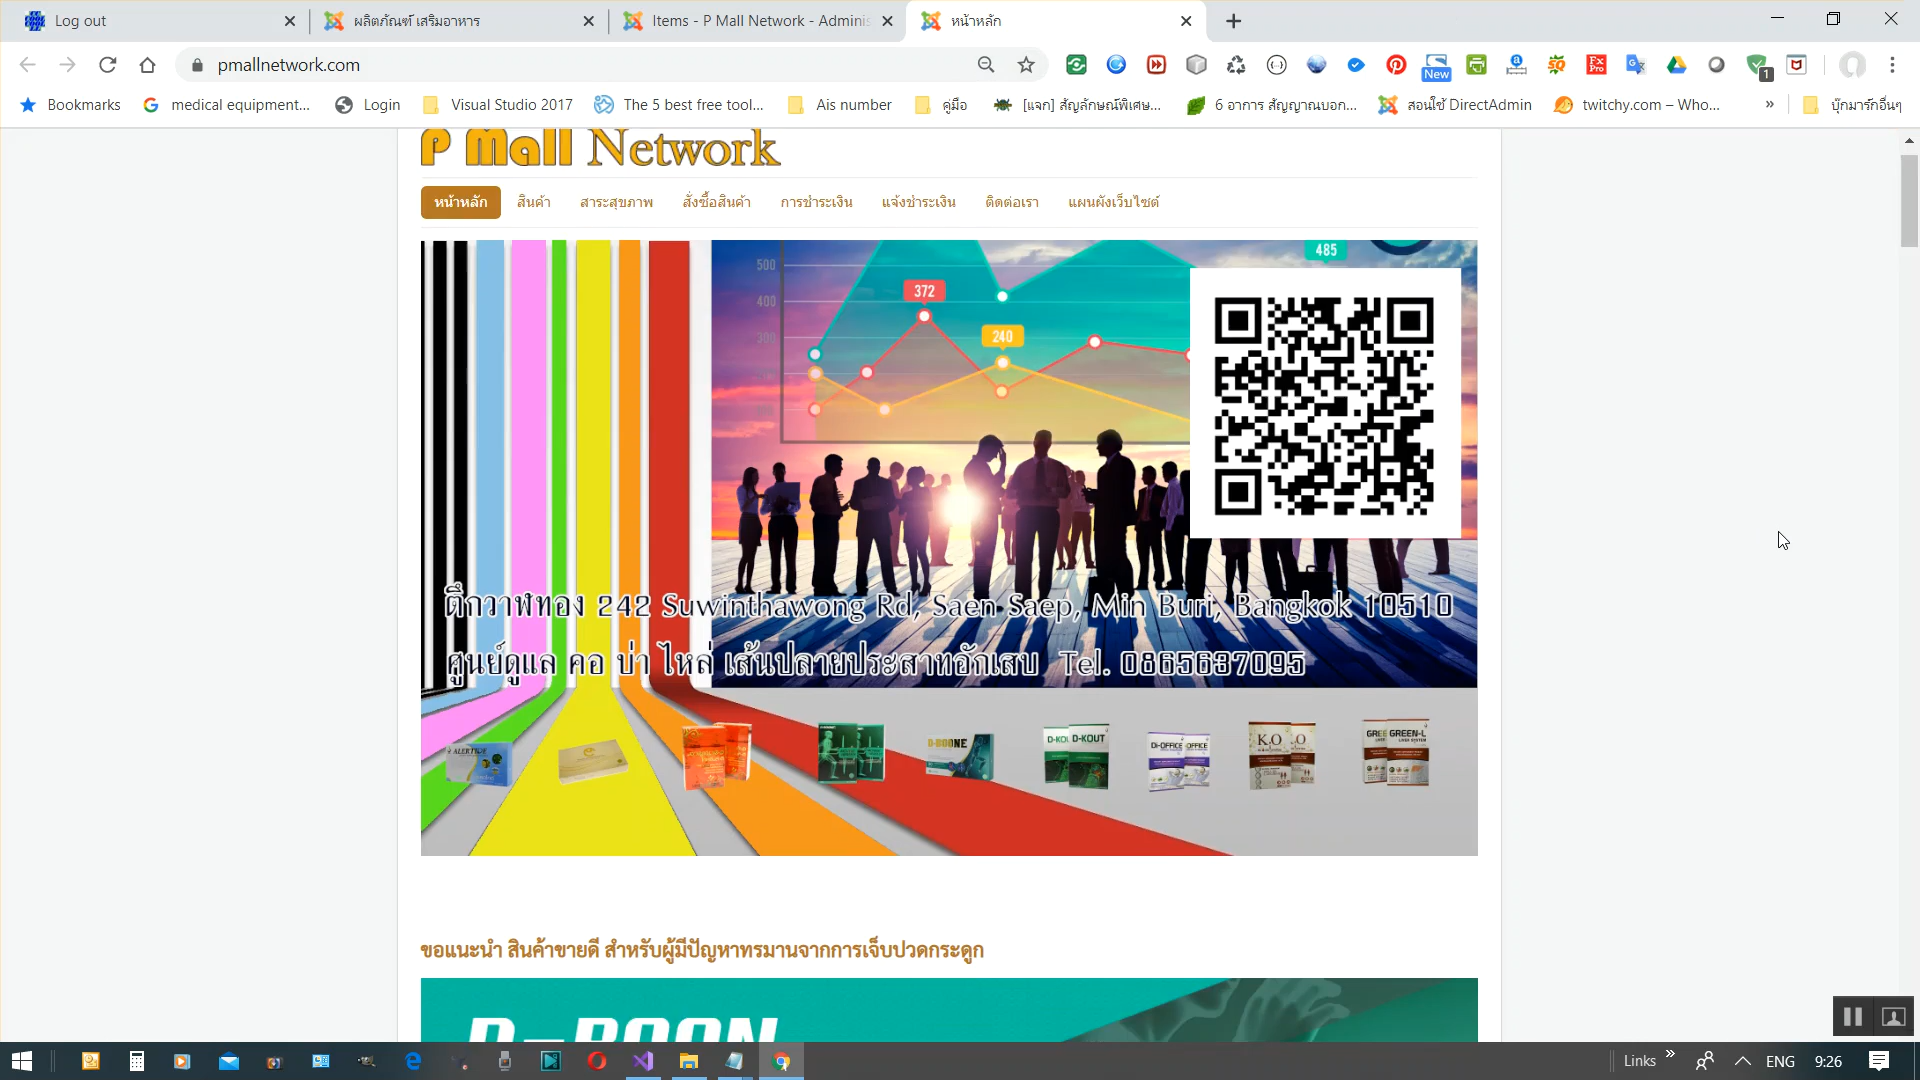 Log out
ผลิตภัณฑ์ เสริมอาหาร
Items - P Mall Network - Adminis
หน้าหลัก
pmallnetwork.com
New
1
Bookmarks
medical equipment...
Login
Visual Studio 2017
The 5 best free tool...
Ais number
คู่มือ
[แจก] สัญลักษณ์พิเศษ...
6 อาการ สัญญาณบอก...
สอนใช้ DirectAdmin
twitchy.com – Who...
»
บุ๊กมาร์กอื่นๆ
P Mall Network
หน้าหลัก
สินค้า
สาระสุขภาพ
สั่งซื้อสินค้า
การชำระเงิน
แจ้งชำระเงิน
ติดต่อเรา
แผนผังเว็บไซต์
485
500
372
400
240
300
ตึกวาฬทอง 242 Suwinthawong Rd, Saen Saep, Min Buri, Bangkok 10510
ศูนย์ดูแล คอ บ่า ไหล่ เส้นปลายประสาทอักเสบ Tel. 0865637095
ALERTIDE
D-BOONE
D-KOUT
Di-OFFICE
OFFICE
K.O
GREEN-L
ขอแนะนำ สินค้าขายดี สำหรับผู้มีปัญหาทรมานจากการเจ็บปวดกระดูก
D-BOON
Links
ENG
9:26